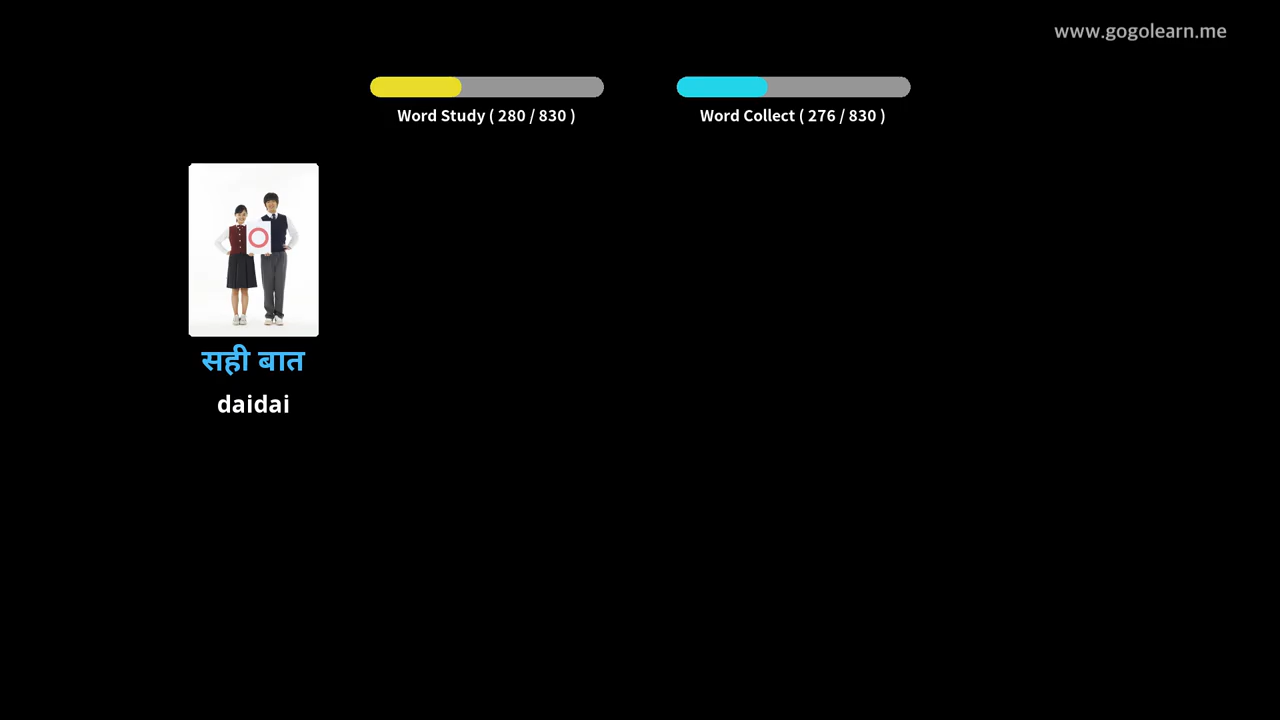 www.gogolearn.me
Word Study ( 280 / 830 )
Word Collect ( 276 / 830 )
सही बात
daidai